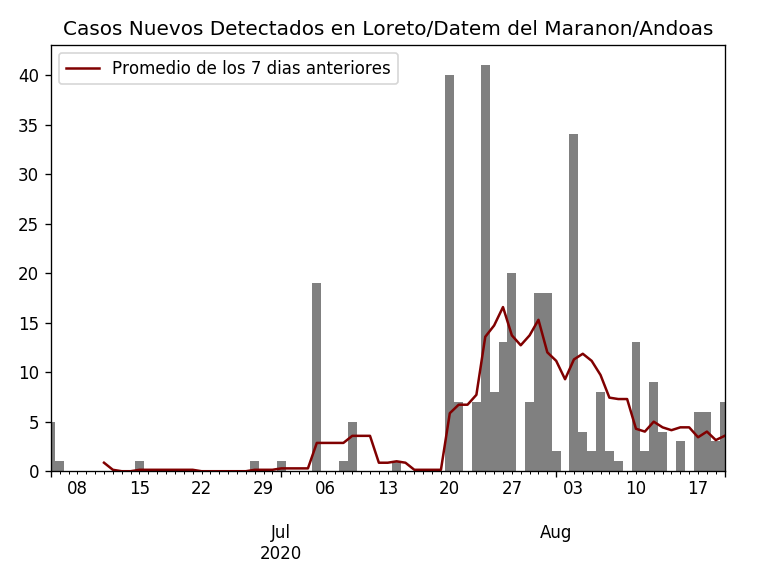 Casos Nuevos Detectados en Loreto/Datem del Maranon/Andoas
Promedio de los 7 dias anteriores
40
35
30
25
20
15
10
5
0
08 15 22 29 06 13 20 27 03 10 17
Jul Aug
2020